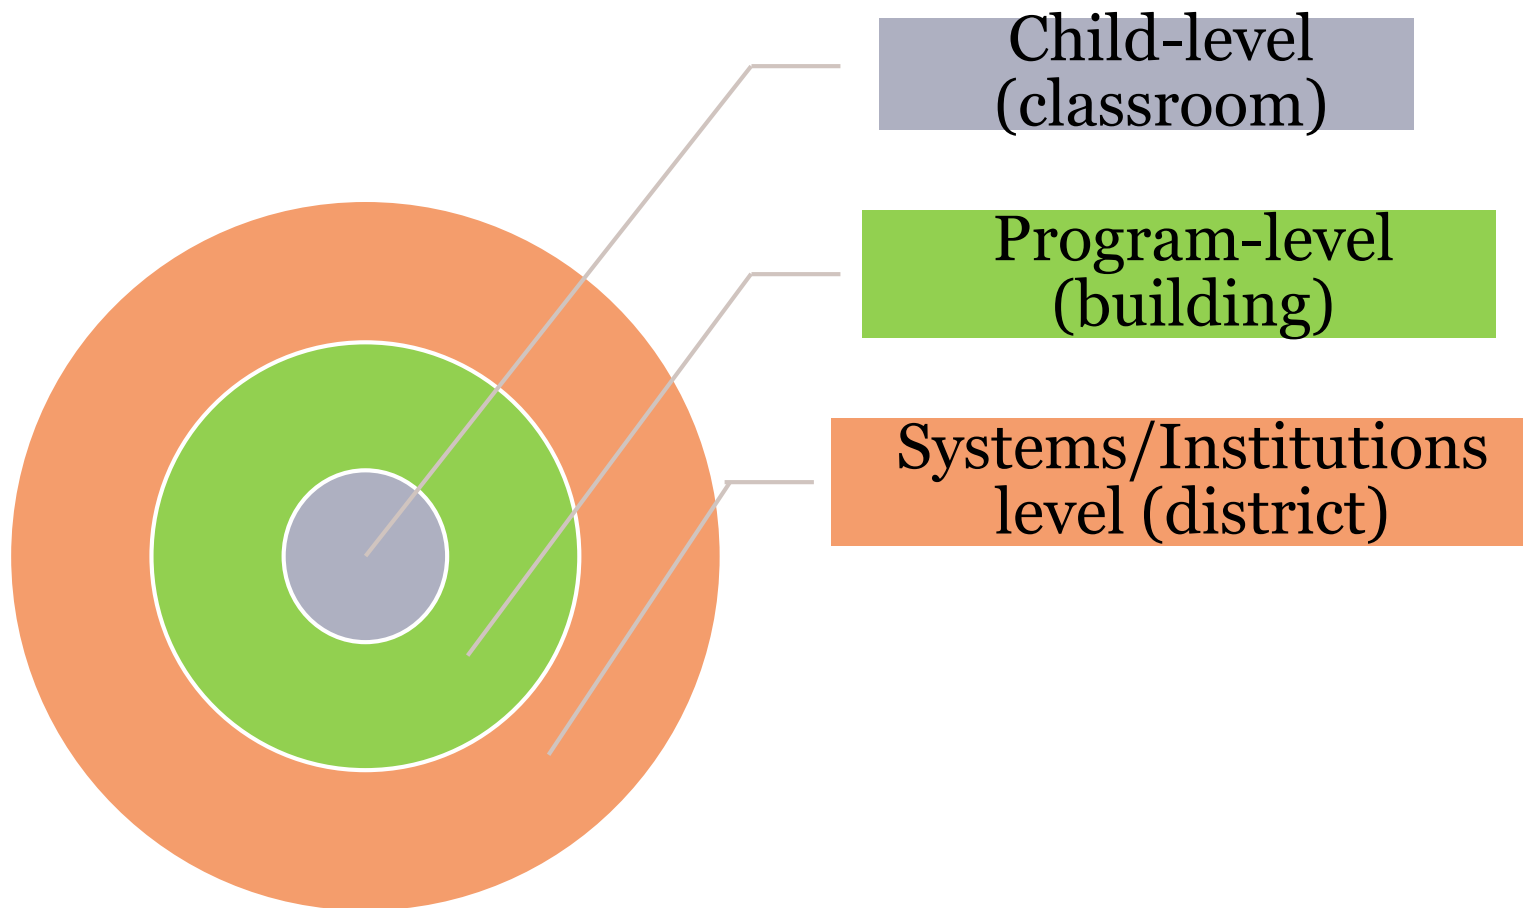 Child-level
(classroom)
Program-level
(building)
Systems/Institutions
level (district)